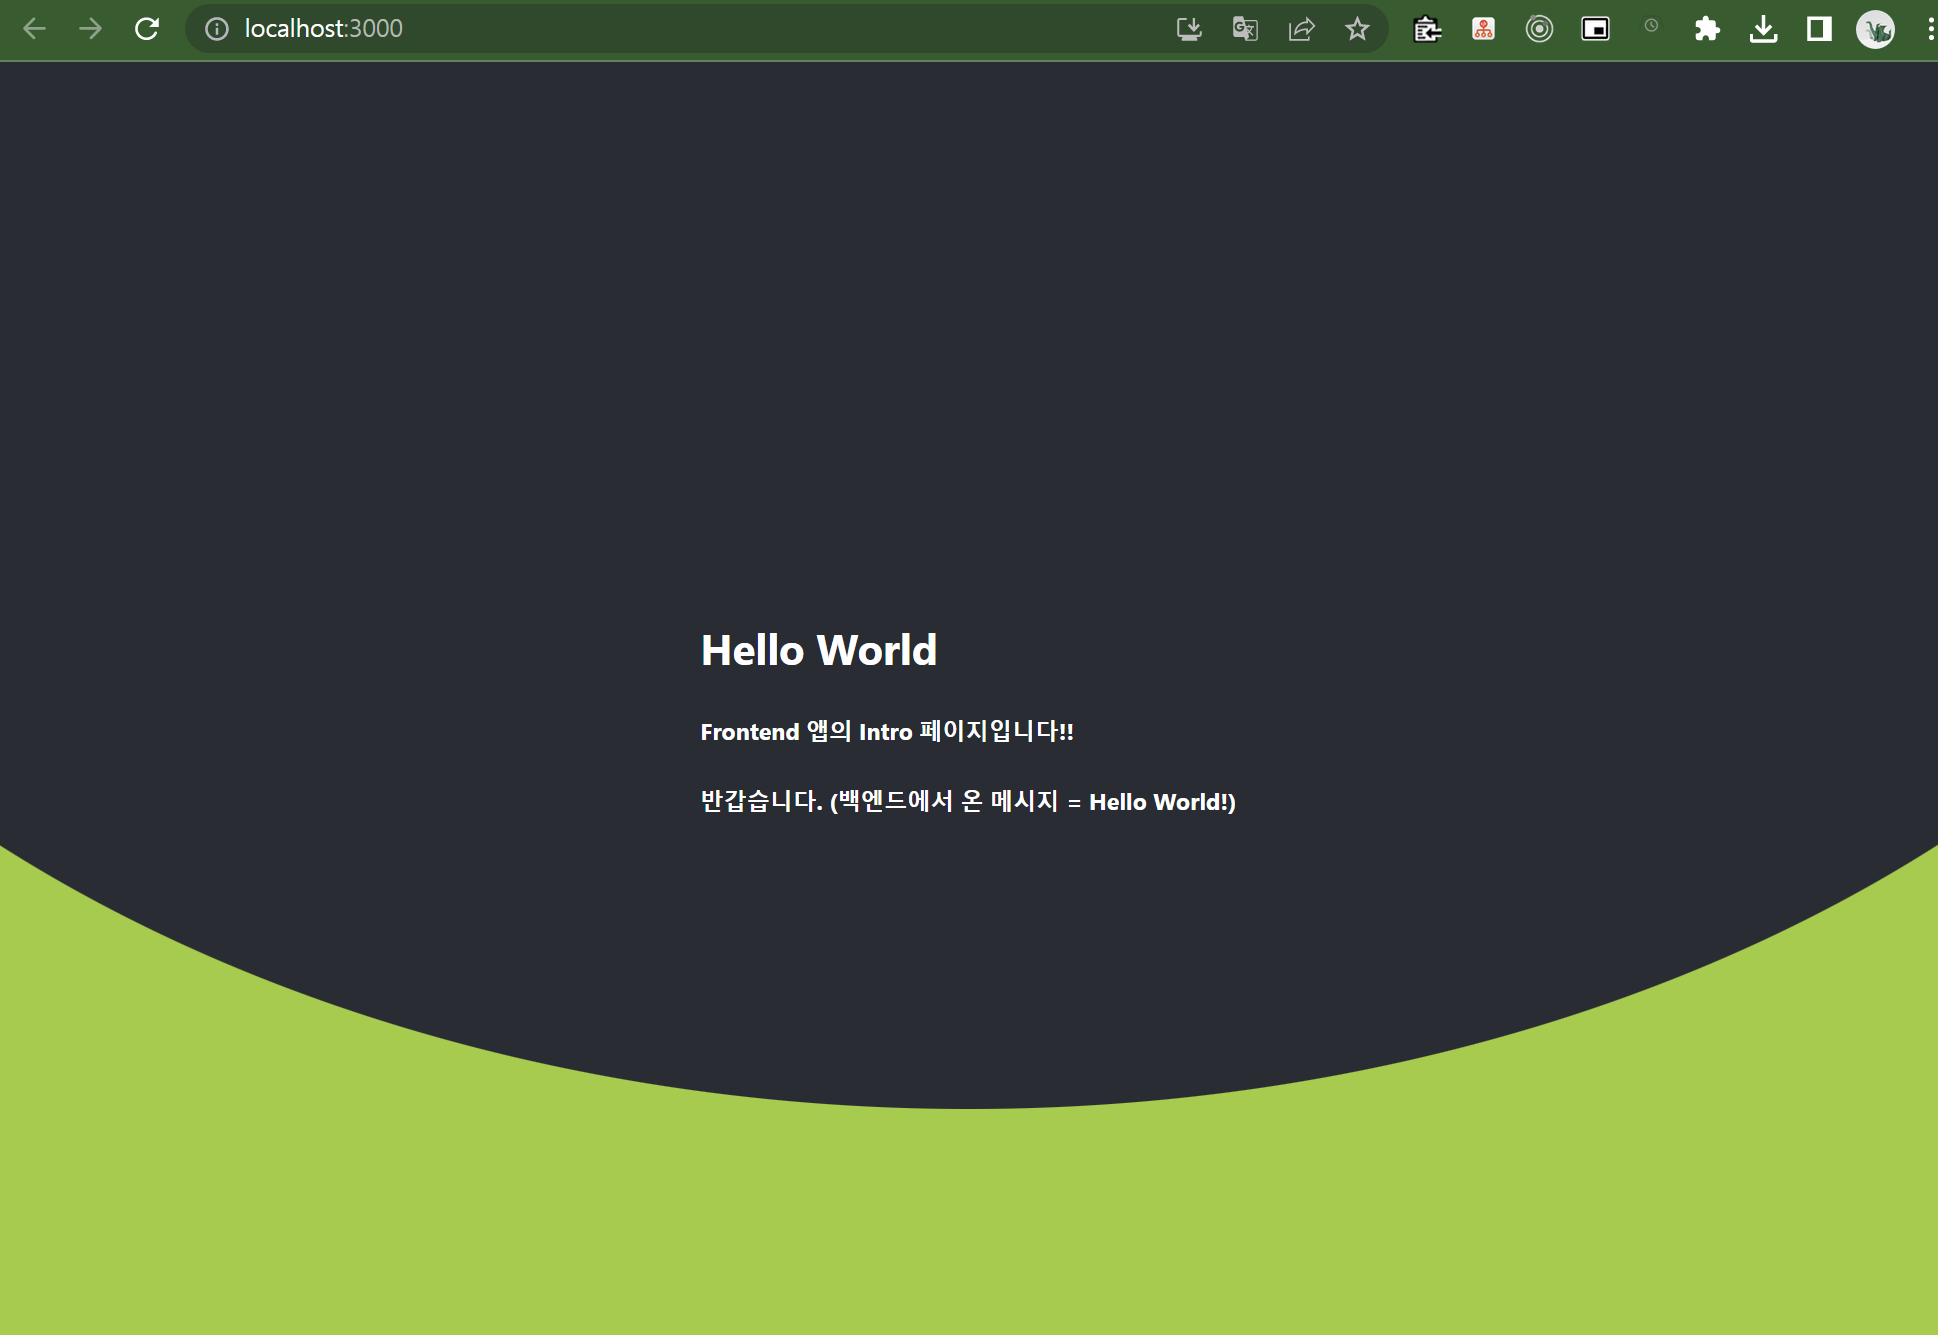 localhost:3000
Hello World
Frontend 앱의 Intro 페이지입니다!!
반갑습니다. (백엔드에서 온 메시지 = Hello World!)